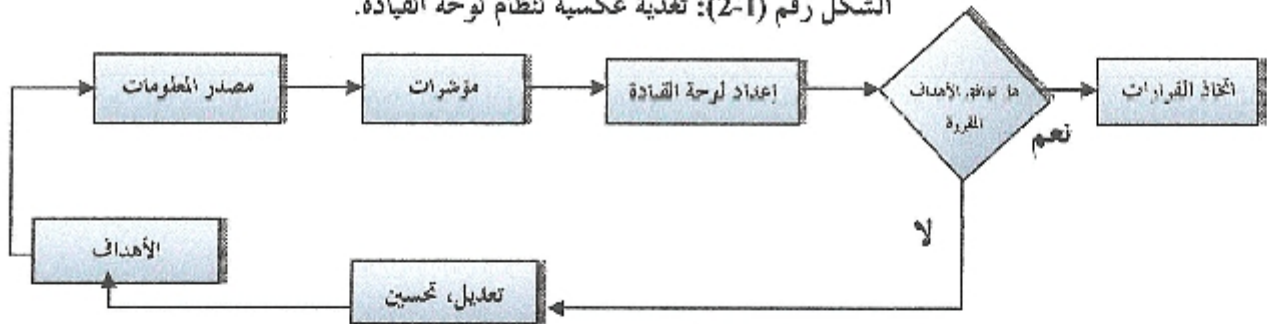 الشكل رقم (1-2): تغذية عكسية لنظام لوحة القيادة.
مصدر المعلومات
مؤشرات
إعداد لوحة القيادة
هل توافق الأهداف
المقررة
اتخاذ القرارات
نعم
لا
الأهداف
تعديل، تحسين